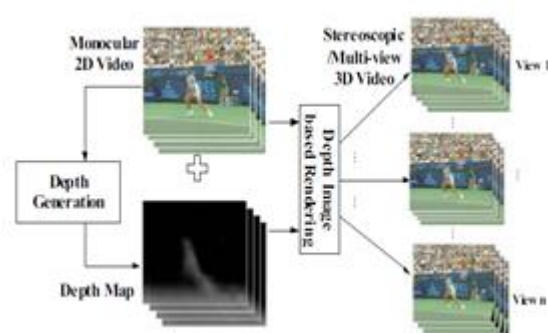 Monocular
2D Video
Stereoscopic
/Multi-view
3D Video
View 1
Depth
Generation
Depth Image
based Rendering
Depth Map
View n